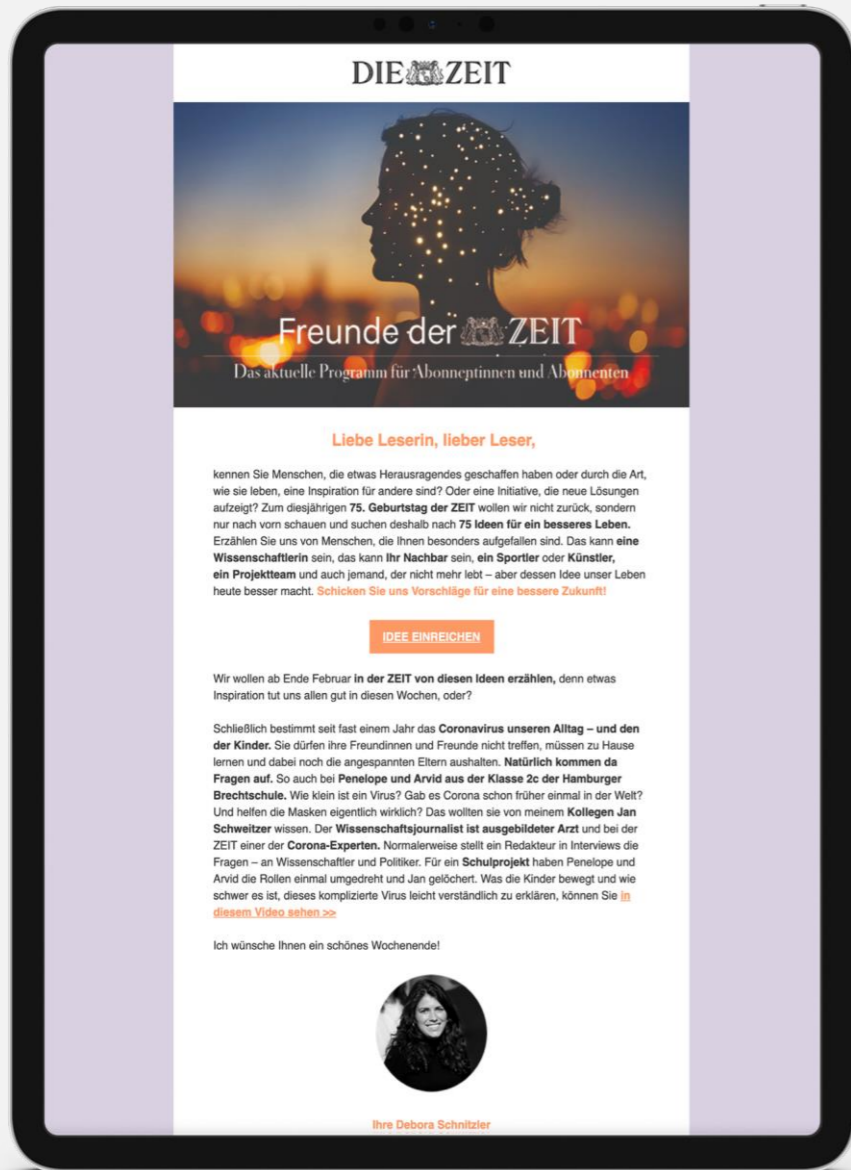 DIE ZEIT
Freunde der ZEIT
Das aktuelle Programm für Abonnentinnen und Abonnenten
Liebe Leserin, lieber Leser,
kennen Sie Menschen, die etwas Herausragendes geschaffen haben oder durch die Art,
wie sie leben, eine Inspiration für andere sind? Oder eine Initiative, die neue Lösungen
aufzeigt? Zum diesjährigen 75. Geburtstag der ZEIT wollen wir nicht zurück, sondern
nur nach vorn schauen und suchen deshalb nach 75 Ideen für ein besseres Leben.
Erzählen Sie uns von Menschen, die Ihnen besonders aufgefallen sind. Das kann eine
Wissenschaftlerin sein, das kann Ihr Nachbar sein, ein Sportler oder Künstler,
ein Projektteam und auch jemand, der nicht mehr lebt – aber dessen Idee unser Leben
heute besser macht. Schicken Sie uns Vorschläge für eine bessere Zukunft!
IDEE EINREICHEN
Wir wollen ab Ende Februar in der ZEIT von diesen Ideen erzählen, denn etwas
Inspiration tut uns allen gut in diesen Wochen, oder?
Schließlich bestimmt seit fast einem Jahr das Coronavirus unseren Alltag – und den
der Kinder. Sie dürfen ihre Freundinnen und Freunde nicht treffen, müssen zu Hause
lernen und dabei noch die angespannten Eltern aushalten. Natürlich kommen da
Fragen auf. So auch bei Penelope und Arvid aus der Klasse 2c der Hamburger
Brechtschule. Wie klein ist ein Virus? Gab es Corona schon früher einmal in der Welt?
Und helfen die Masken eigentlich wirklich? Das wollten sie von meinem Kollegen Jan
Schweitzer wissen. Der Wissenschaftsjournalist ist ausgebildeter Arzt und bei der
ZEIT einer der Corona-Experten. Normalerweise stellt ein Redakteur in Interviews die
Fragen – an Wissenschaftler und Politiker. Für ein Schulprojekt haben Penelope und
Arvid die Rollen einmal umgedreht und Jan gelöchert. Was die Kinder bewegt und wie
schwer es ist, dieses komplizierte Virus leicht verständlich zu erklären, können Sie in
diesem Video sehen >>
Ich wünsche Ihnen ein schönes Wochenende!
Ihre Debora Schnitzler